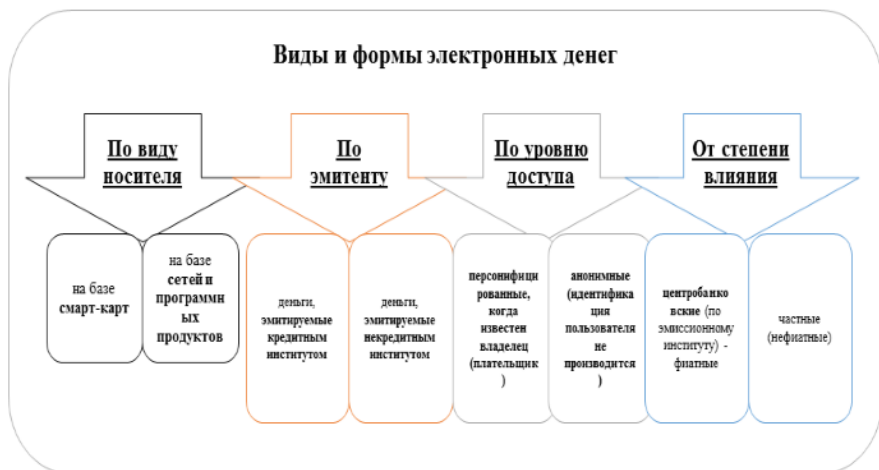 Виды и формы электронных денег
По виду
носителя
По
эмитенту
По уровню
доступа
От степени
влияния
на базе
смарт-карт
на базе
сетей и
программн
ых
продуктов
деньги,
эмитируемые
кредитным
институтом
деньги,
эмитируемые
некредитным
институтом
персонифици
рованные,
когда
известен
владелец
(плательщик
)
анонимные
(идентифика
ция
пользователя
не
производится
)
центробанко
вские (по
эмиссионному
институту) -
фиатные
частные
(нефиатные)